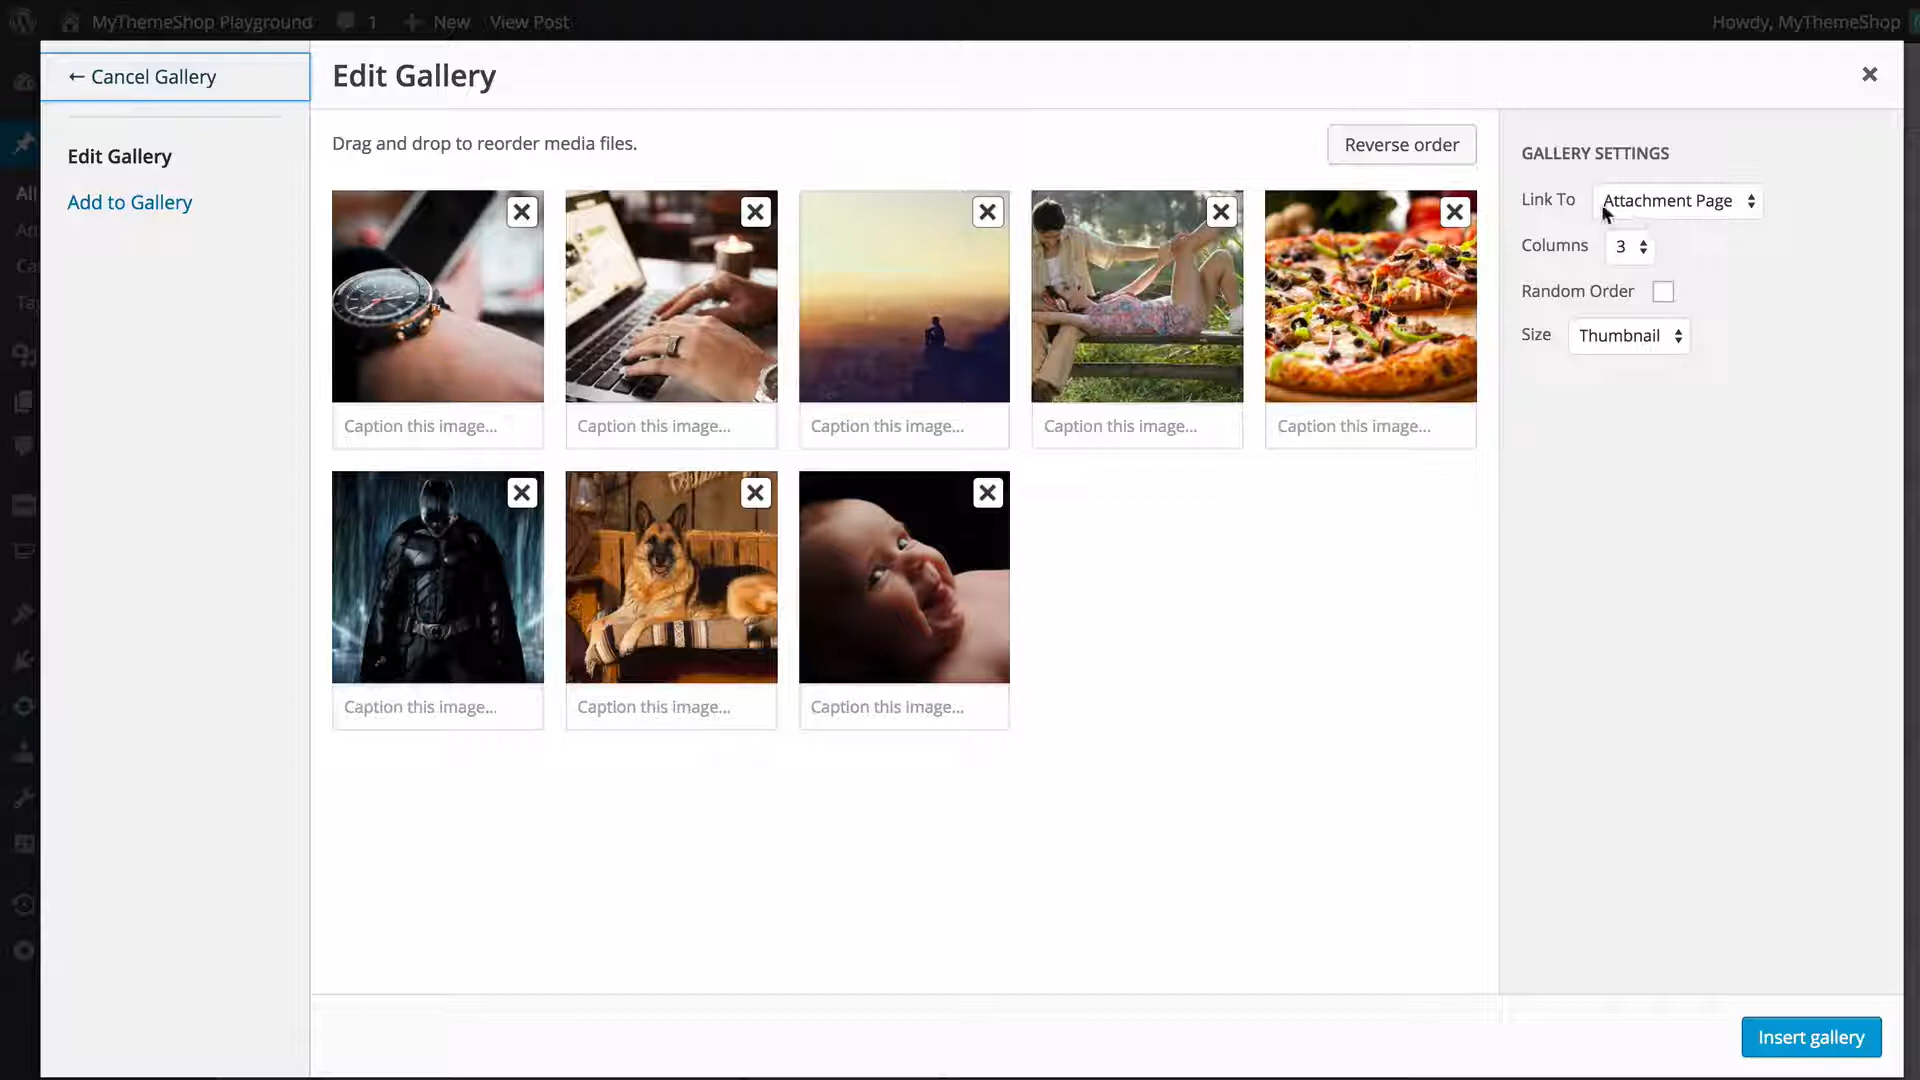 MyThemeShop Playground 1 New View Post Howdy, MyThemeShop
← Cancel Gallery
Edit Gallery
Add to Gallery
Edit Gallery
Drag and drop to reorder media files.
Reverse order
Caption this image...
Caption this image...
Caption this image...
Caption this image...
Caption this image...
Caption this image...
Caption this image...
Caption this image...
GALLERY SETTINGS
Link To Attachment Page
Columns 3
Random Order
Size Thumbnail
Insert gallery